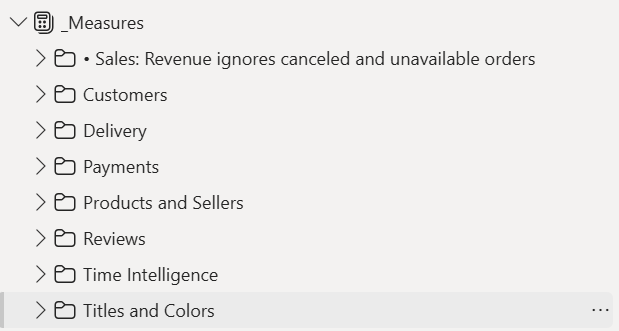 _Measures
• Sales: Revenue ignores canceled and unavailable orders
Customers
Delivery
Payments
Products and Sellers
Reviews
Time Intelligence
Titles and Colors